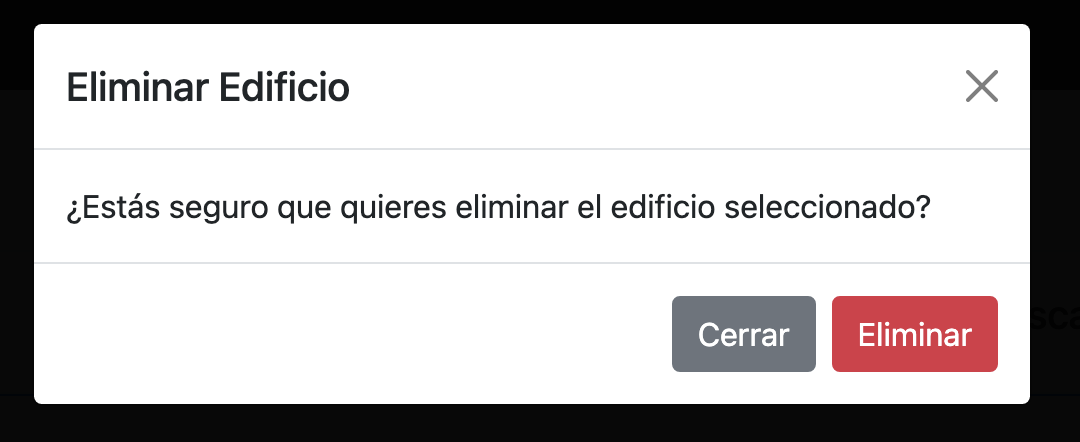 Eliminar Edificio
¿Estás seguro que quieres eliminar el edificio seleccionado?
Cerrar
Eliminar